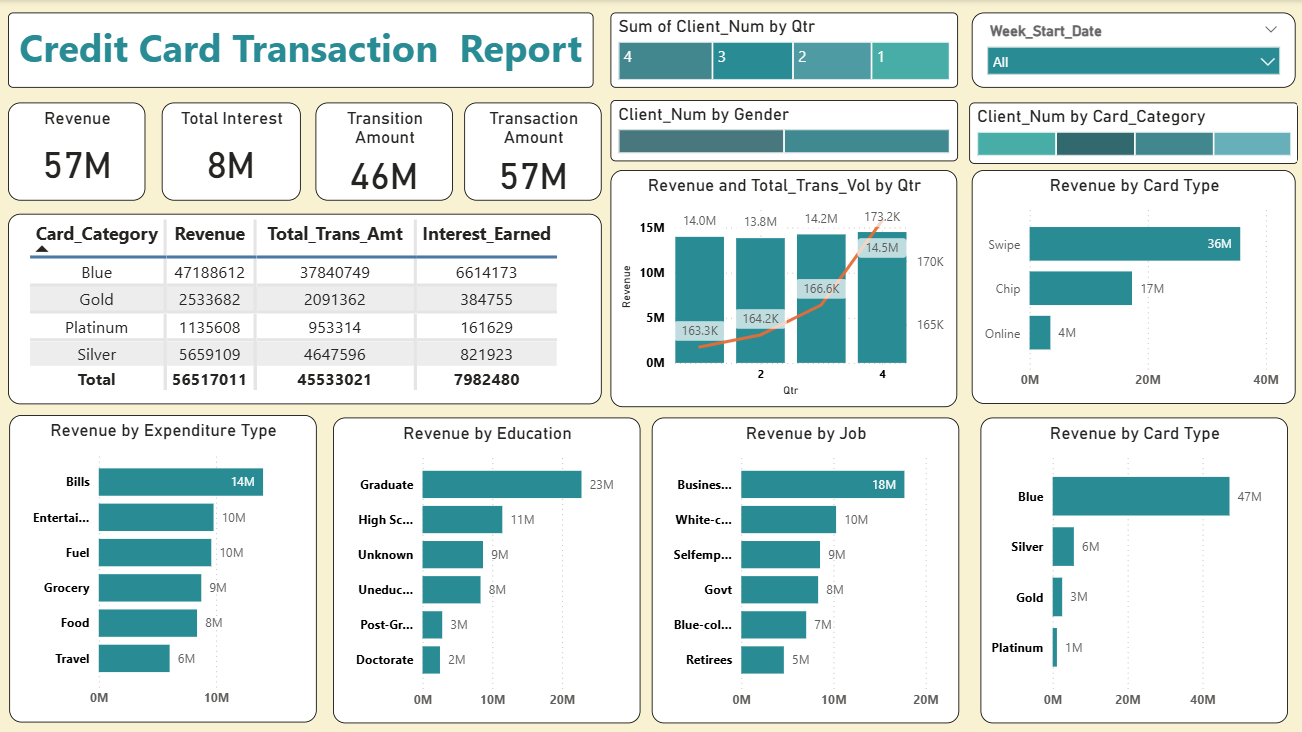 Credit Card Transaction Report
Sum of Client_Num by Qtr
4 3 2 1
Week_Start_Date
All
Revenue
57M
Total Interest
8M
Transition
Amount
46M
Transaction
Amount
57M
Client_Num by Gender
Client_Num by Card_Category
Card_Category Revenue Total_Trans_Amt Interest_Earned
Blue 47188612 37840749 6614173
Gold 2533682 2091362 384755
Platinum 1135608 953314 161629
Silver 5659109 4647596 821923
Total 56517011 45533021 7982480
Revenue and Total_Trans_Vol by Qtr
14.0M 13.8M 14.2M 173.2K
15M
14.5M
170K
10M
166.6K
5M
163.3K 164.2K
165K
0M
2 4
Revenue
Qtr
Revenue by Card Type
Swipe 36M
Chip 17M
Online 4M
0M 20M 40M
Revenue by Expenditure Type
Bills 14M
Entertai... 10M
Fuel 10M
Grocery 9M
Food 8M
Travel 6M
0M 10M
Revenue by Education
Graduate 23M
High Sc... 11M
Unknown 9M
Uneduc... 8M
Post-Gr... 3M
Doctorate 2M
0M 10M 20M
Revenue by Job
Busines... 18M
White-c... 10M
Selfemp... 9M
Govt 8M
Blue-col... 7M
Retirees 5M
0M 10M 20M
Revenue by Card Type
Blue 47M
Silver 6M
Gold 3M
Platinum 1M
0M 20M 40M